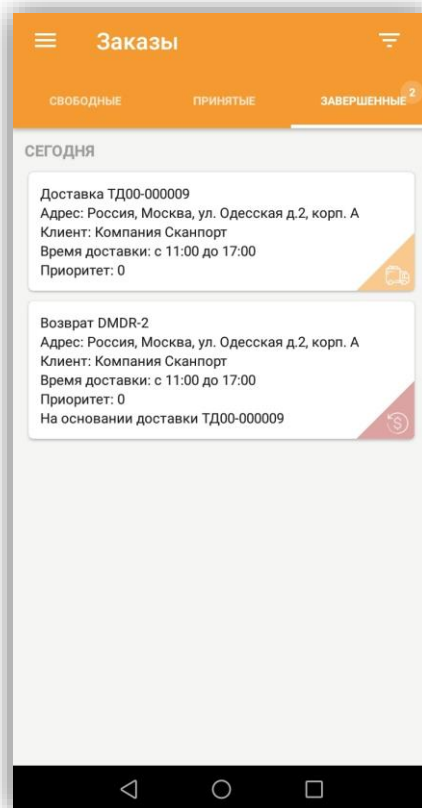 Заказы
СВОБОДНЫЕ
ПРИНЯТЫЕ
ЗАВЕРШЕННЫЕ
2
СЕГОДНЯ
Доставка ТД00-000009
Адрес: Россия, Москва, ул. Одесская д.2, корп. А
Клиент: Компания Сканпорт
Время доставки: с 11:00 до 17:00
Приоритет: 0
Возврат DMDR-2
Адрес: Россия, Москва, ул. Одесская д.2, корп. А
Клиент: Компания Сканпорт
Время доставки: с 11:00 до 17:00
Приоритет: 0
На основании доставки ТД00-000009